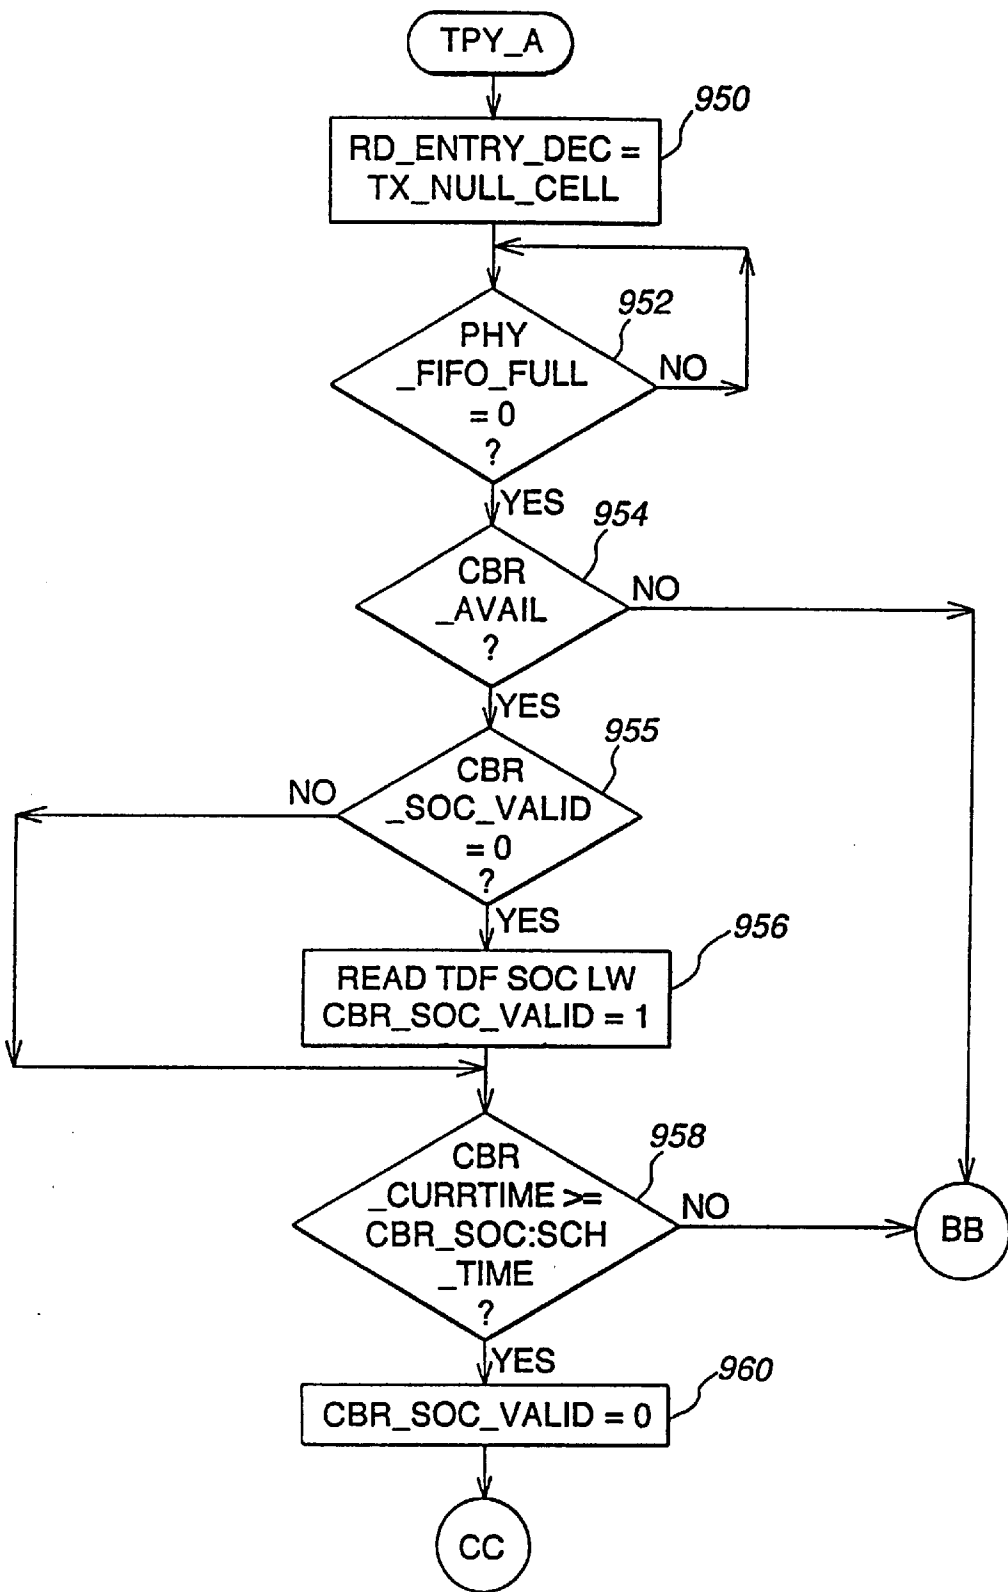 TPY_A
950
RD_ENTRY_DEC =
TX_NULL_CELL
952
PHY
_FIFO_FULL
= 0
?
NO
YES
954
CBR
_AVAIL
?
NO
YES
955
CBR
_SOC_VALID
= 0
?
NO
YES
956
READ TDF SOC LW
CBR_SOC_VALID = 1
958
CBR
_CURRTIME >=
CBR_SOC:SCH
_TIME
?
NO
BB
YES
960
CBR_SOC_VALID = 0
CC